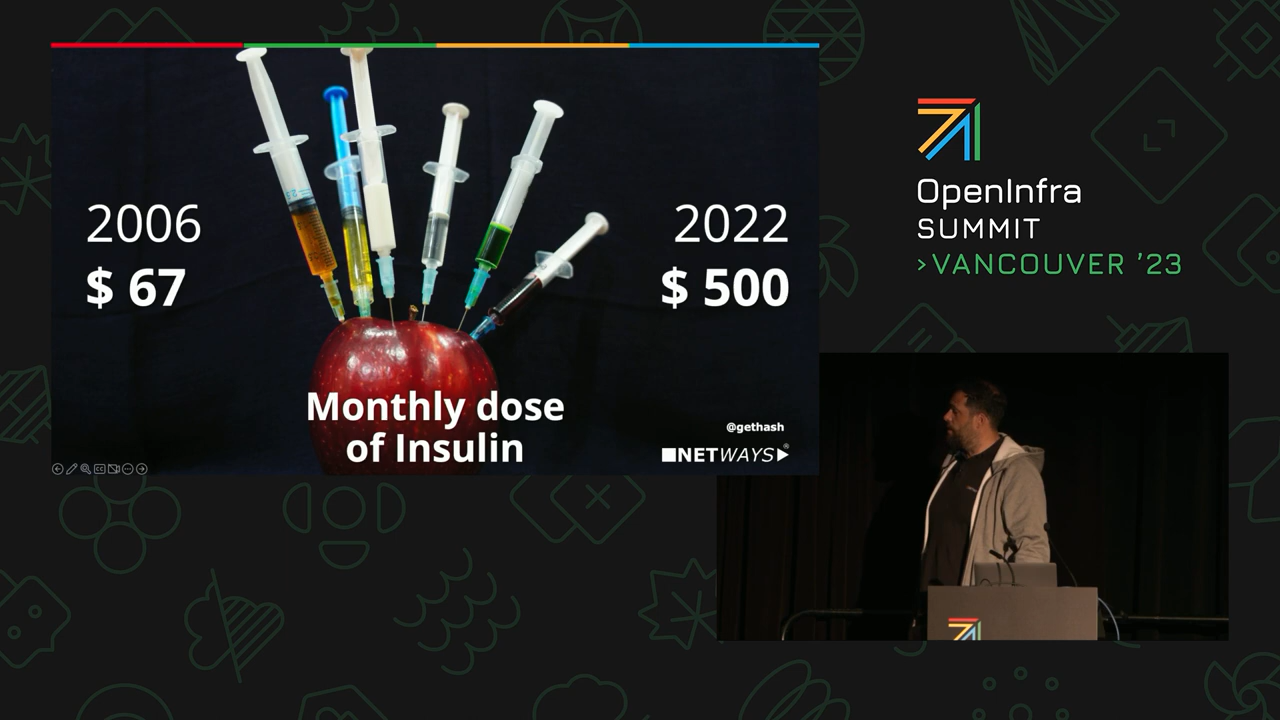 2006
$ 67
2022
$ 500
Monthly dose
of Insulin
@gethash
NETWAYS®
OpenInfra
SUMMIT
>VANCOUVER '23